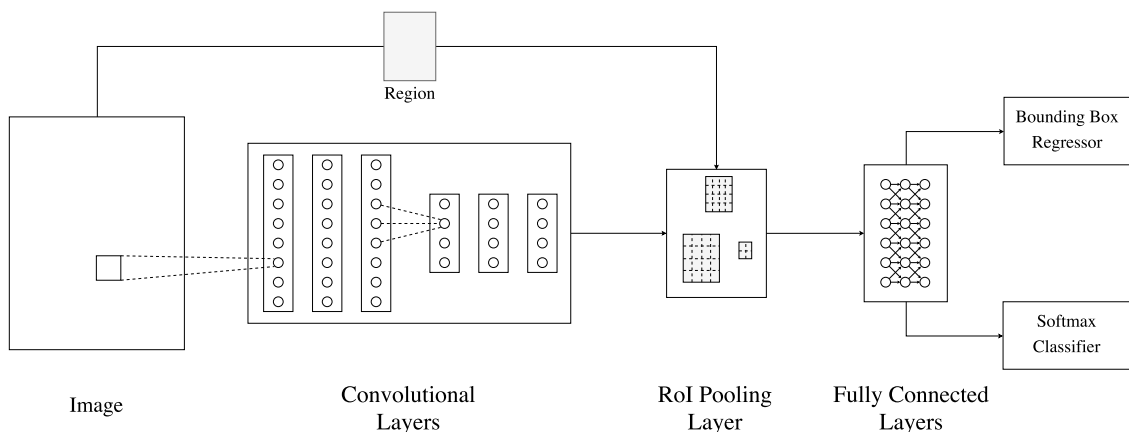 Region
Bounding Box
Regressor
Softmax
Classifier
Image
Convolutional
Layers
RoI Pooling
Layer
Fully Connected
Layers